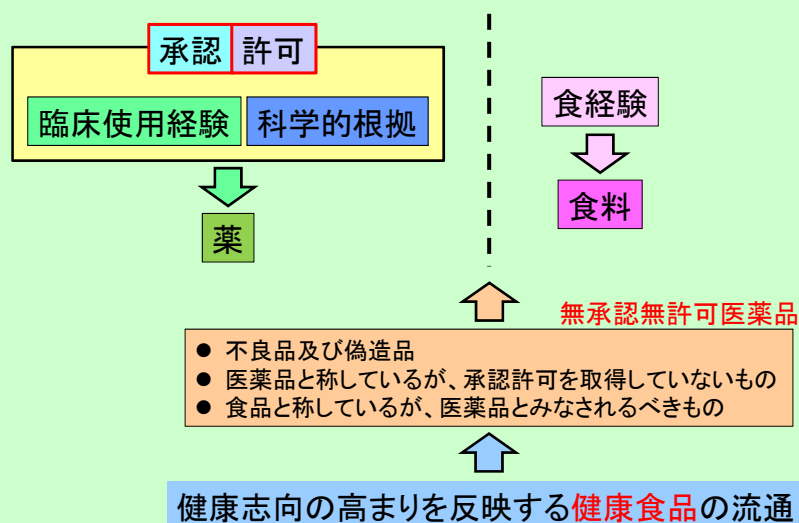 承認 許可
臨床使用経験 科学的根拠
薬
食経験
食料
無承認無許可医薬品
● 不良品及び偽造品
● 医薬品と称しているが、承認許可を取得していないもの
● 食品と称しているが、医薬品とみなされるべきもの
健康志向の高まりを反映する健康食品の流通